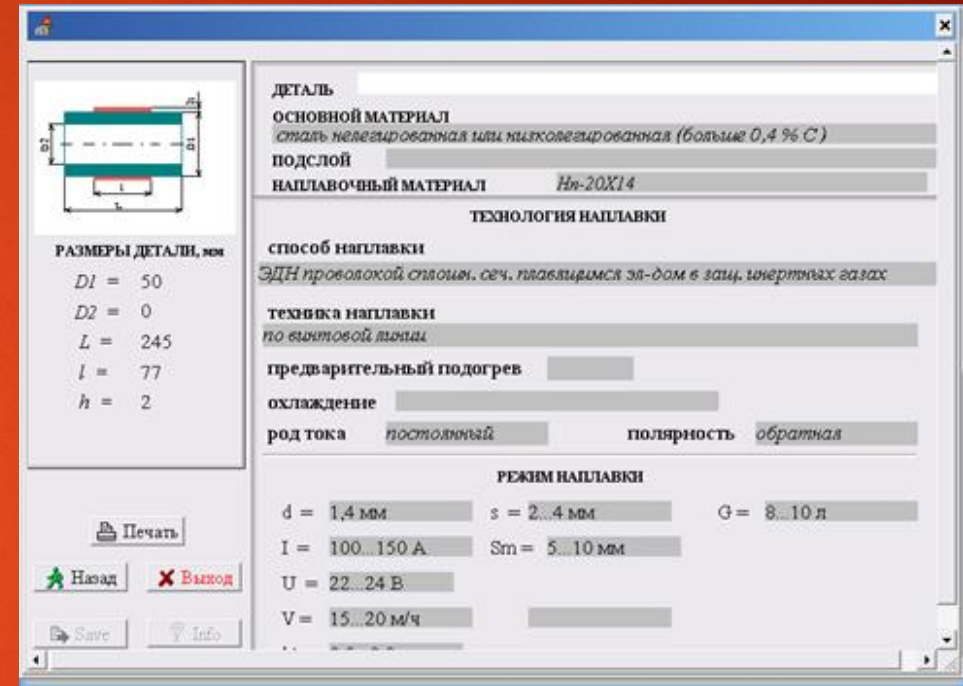 h
D2
D1
l
L
РАЗМЕРЫ ДЕТАЛИ, мм
D1 = 50
D2 = 0
L = 245
l = 77
h = 2
Печать
Назад Выход
Save Info
ДЕТАЛЬ
ОСНОВНОЙ МАТЕРИАЛ
сталь нелегированная или низколегированная (больше 0,4 % C)
ПОДСЛОЙ
НАПЛАВОЧНЫЙ МАТЕРИАЛ Нп-20Х14
ТЕХНОЛОГИЯ НАПЛАВКИ
способ наплавки
ЭДН проволокой сплошн. сеч. плавящимся эл-дом в защ. инертных газах
техника наплавки
по винтовой линии
предварительный подогрев
охлаждение
род тока постоянный полярность обратная
РЕЖИМ НАПЛАВКИ
d = 1,4 мм s = 2...4 мм G = 8...10 л
I = 100...150 А Sm = 5...10 мм
U = 22...24 В
V = 15...20 м/ч